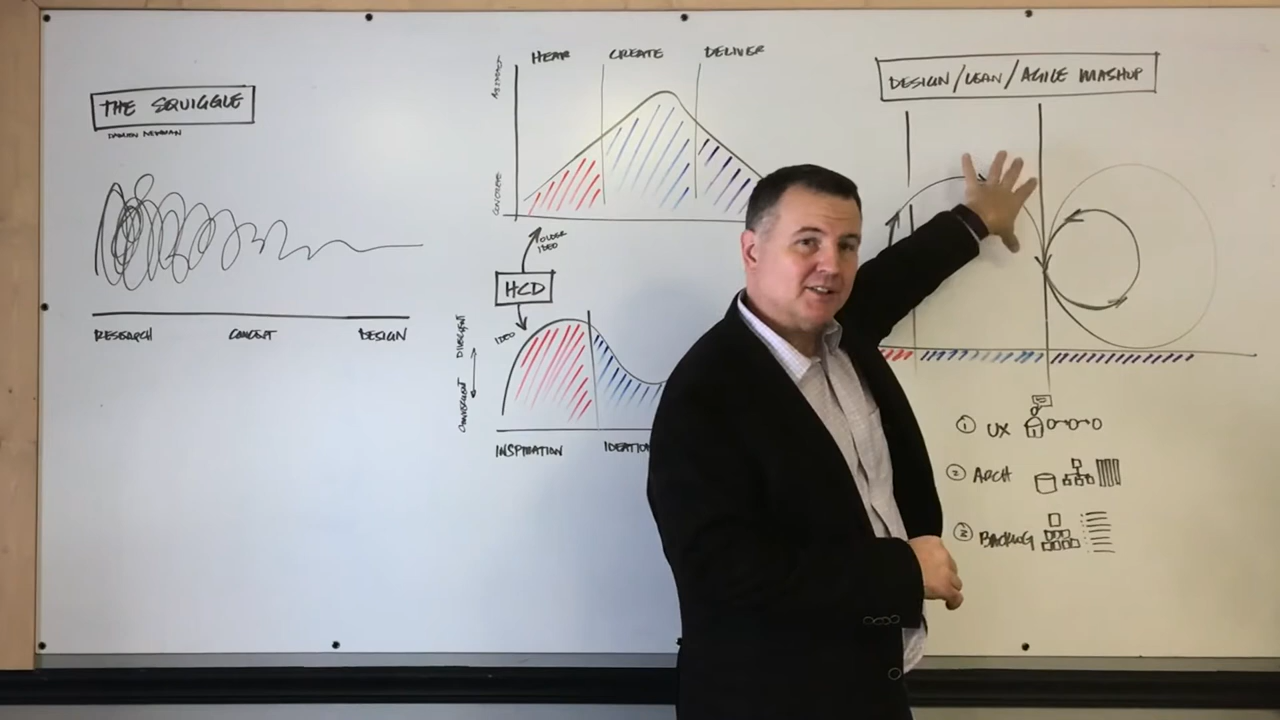 THE SQUIGGLE
DAMIEN NEWMAN
RESEARCH
CONCEPT
DESIGN
HEAR
CREATE
DELIVER
ABSTRACT
CONCRETE
OLDER
IDEO
HCD
IDEO
DIVERGENT
CONVERGENT
INSPIRATION
IDEATIO
DESIGN/LEAN/AGILE MASHUP
1 UX
2 ARCH
3 BACKLOG